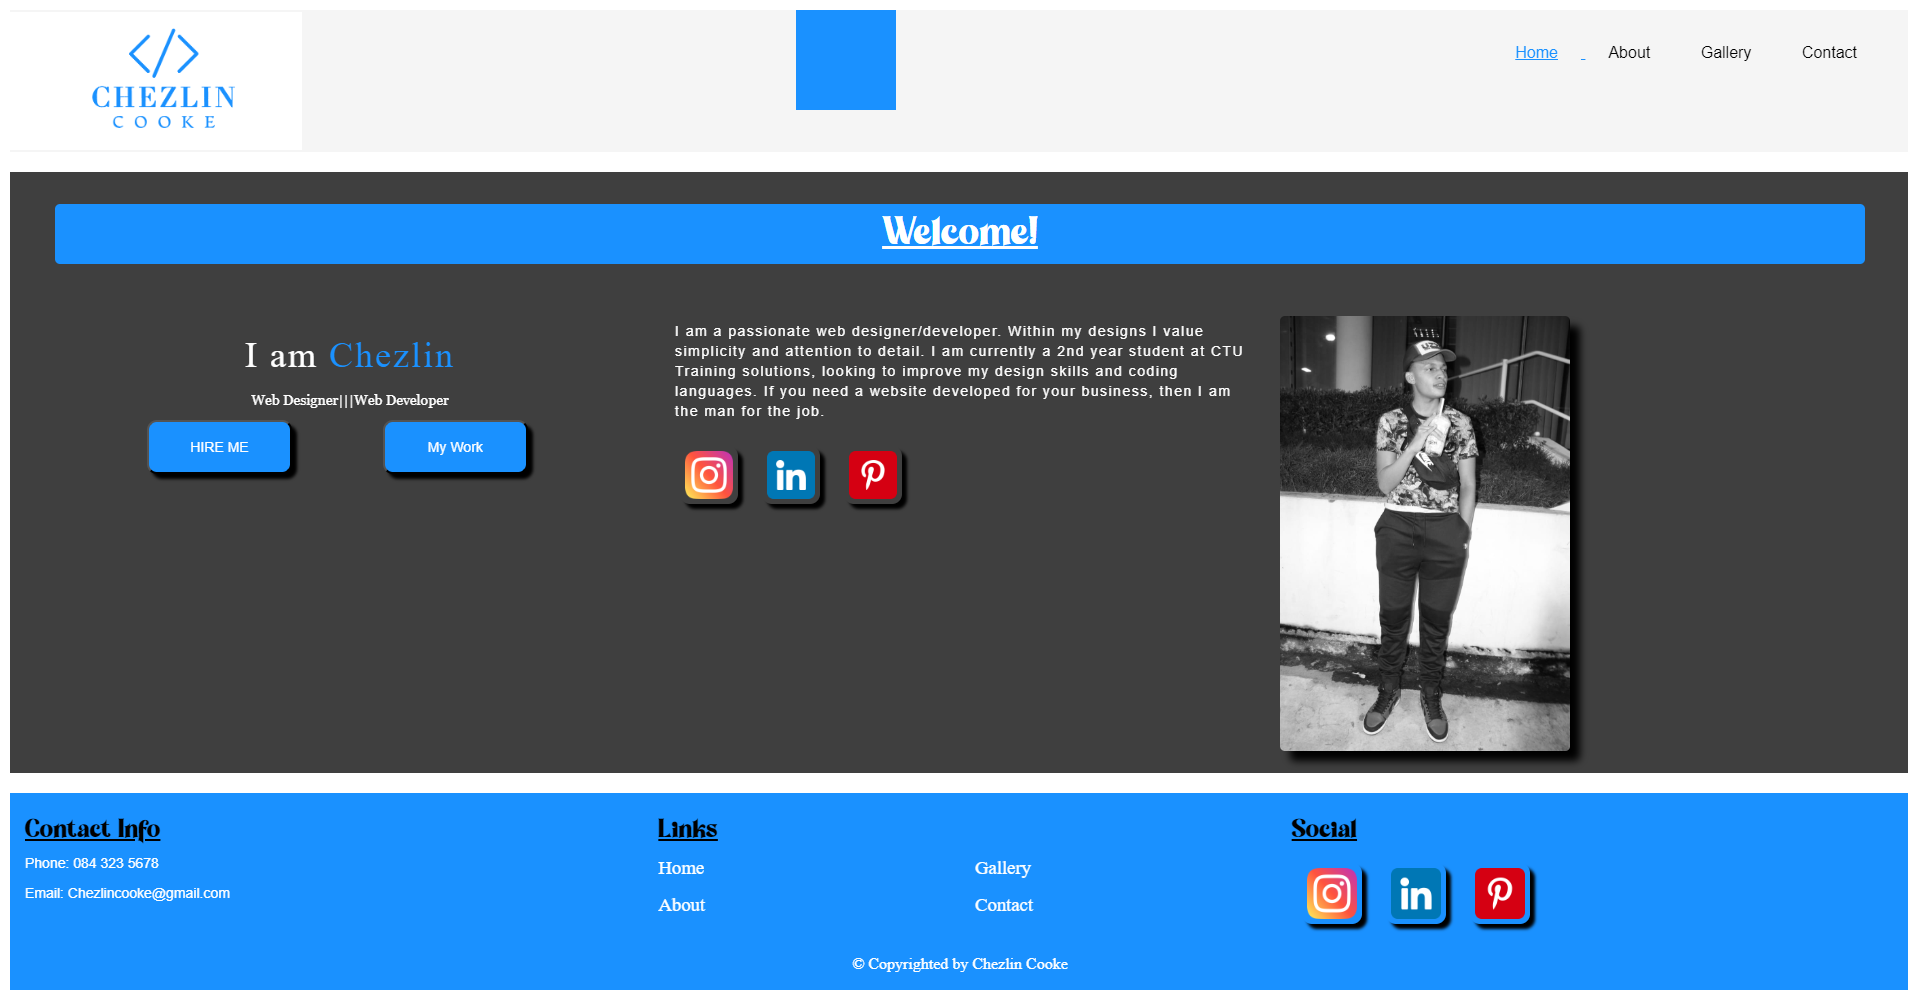 </>
CHEZLIN
COOKE
Home
About
Gallery
Contact
Welcome!
I am Chezlin
Web Designer|||Web Developer
HIRE ME
My Work
I am a passionate web designer/developer. Within my designs I value
simplicity and attention to detail. I am currently a 2nd year student at CTU
Training solutions, looking to improve my design skills and coding
languages. If you need a website developed for your business, then I am
the man for the job.
in
Contact Info
Phone: 084 323 5678
Email: Chezlincooke@gmail.com
Links
Home
Gallery
About
Contact
Social
in
© Copyrighted by Chezlin Cooke